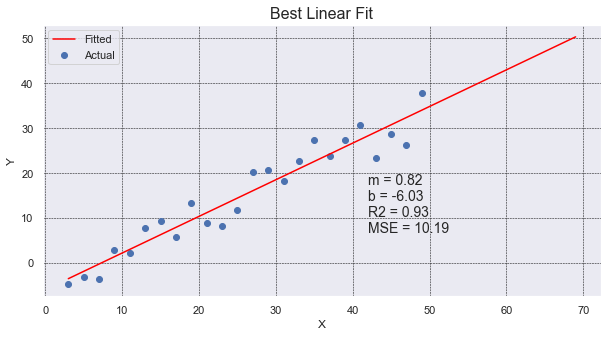 Best Linear Fit
Fitted
Actual
50
40
30
20
10
0
Y
m = 0.82
b = -6.03
R2 = 0.93
MSE = 10.19
0 10 20 30 40 50 60 70
X